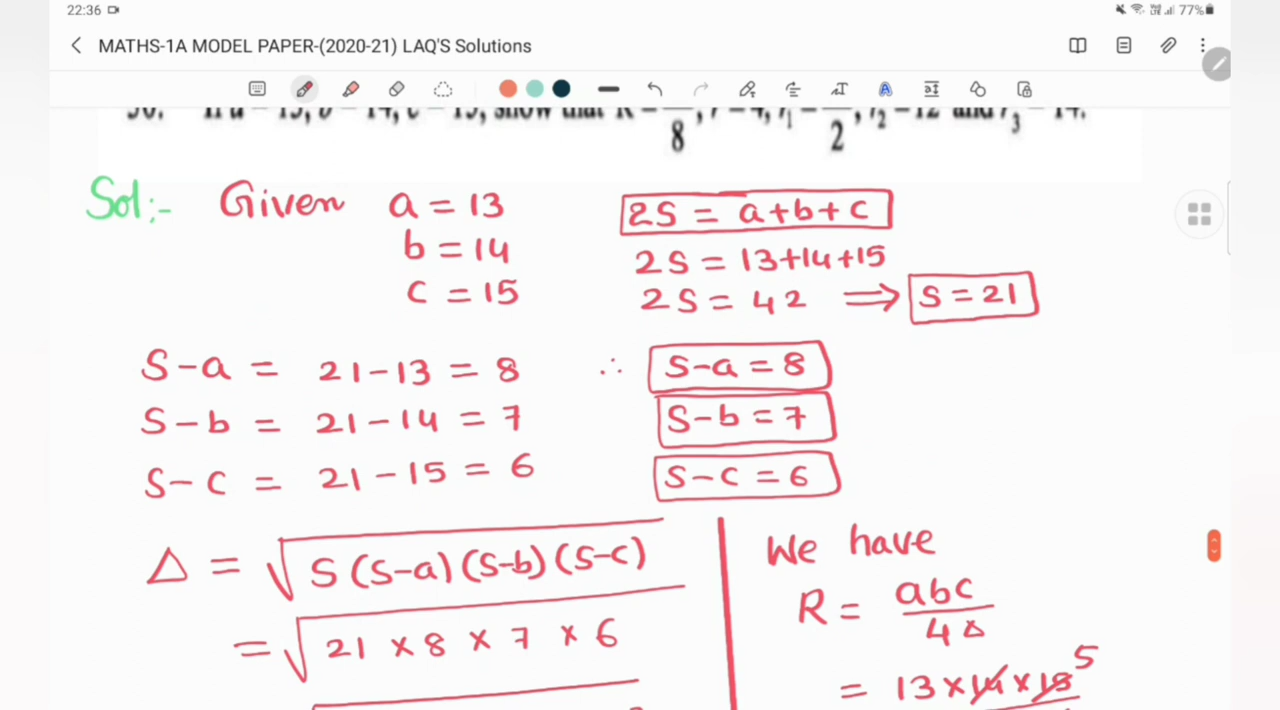 22:36 77%
MATHS-1A MODEL PAPER-(2020-21) LAQ'S Solutions
8 2
Sol:- Given a = 13
b = 14
c = 15
2S = a+b+c
2S = 13+14+15
2S = 42 ⟹ S = 21
S-a = 21-13 = 8 ∴ S-a = 8
S-b = 21-14 = 7 S-b = 7
S-c = 21-15 = 6 S-c = 6
Δ = √S(S-a)(S-b)(S-c)
= √21 × 8 × 7 × 6
We have
R = abc / 4Δ
= 13×14×15 5